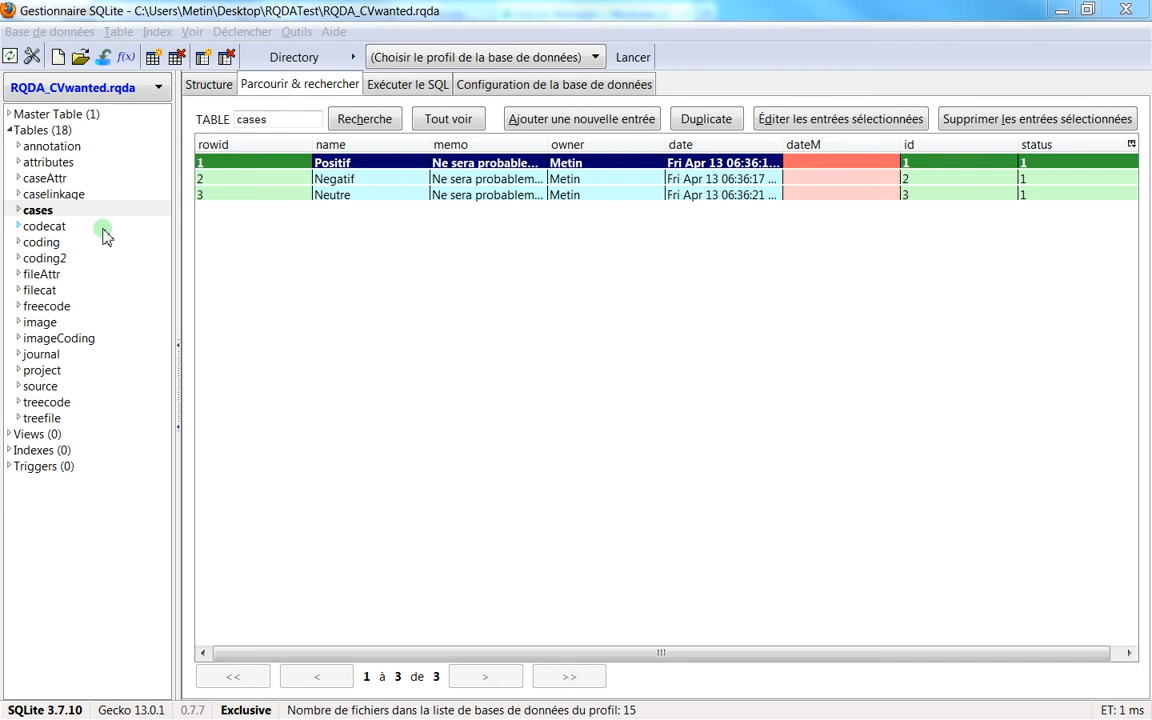 Gestionnaire SQLite - C:\Users\Metin\Desktop\RQDATest\RQDA_CVwanted.rqda
Base de données Table Index Voir Déclencher Outils Aide
f(x) Directory (Choisir le profil de la base de données) Lancer
RQDA_CVwanted.rqda
Structure Parcourir & rechercher Exécuter le SQL Configuration de la base de données
TABLE cases Recherche Tout voir Ajouter une nouvelle entrée Duplicate Éditer les entrées sélectionnées Supprimer les entrées sélectionnées
rowid name memo owner date dateM id status
1 Positif Ne sera probable... Metin Fri Apr 13 06:36:1... 1 1
2 Negatif Ne sera problem... Metin Fri Apr 13 06:36:17 ... 2 1
3 Neutre Ne sera problem... Metin Fri Apr 13 06:36:21 ... 3 1
Master Table (1)
Tables (18)
annotation
attributes
caseAttr
caselinkage
cases
codecat
coding
coding2
fileAttr
filecat
freecode
image
imageCoding
journal
project
source
treecode
treefile
Views (0)
Indexes (0)
Triggers (0)
<< < 1 à 3 de 3 > >>
SQLite 3.7.10 Gecko 13.0.1 0.7.7 Exclusive Nombre de fichiers dans la liste de bases de données du profil: 15 ET: 1 ms